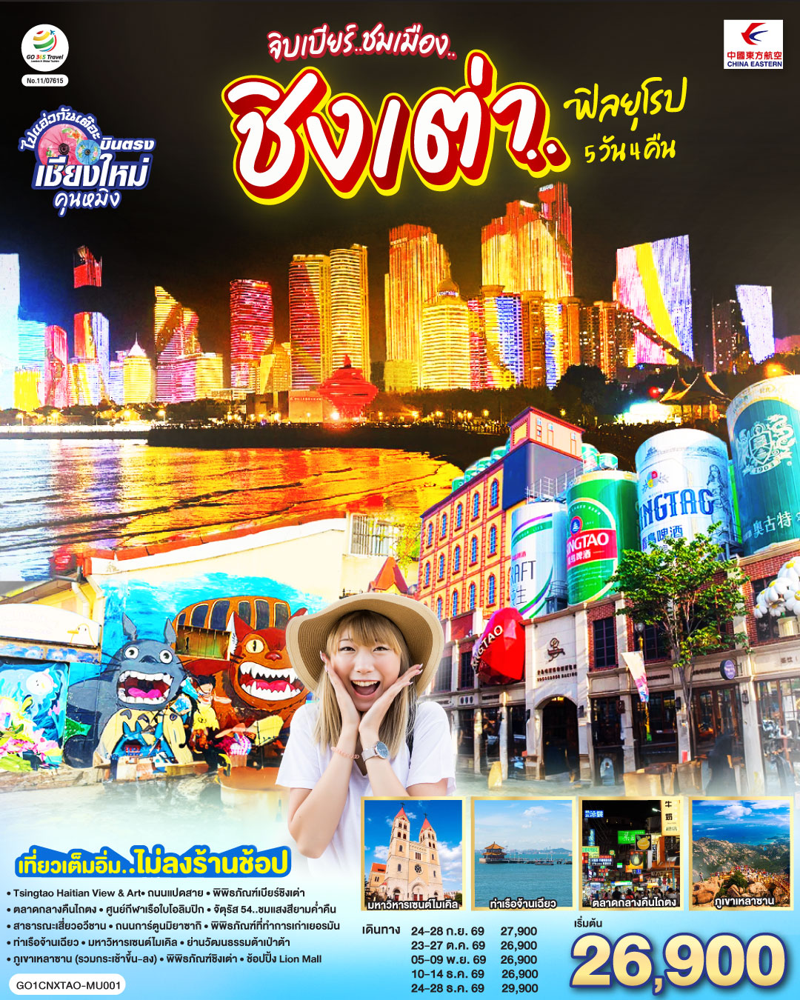 GO 365 Travel
No.11/07615
จิบเบียร์..ชมเมือง..
ชิงเต่า..
ฟิลยุโรป
5 วัน 4 คืน
中國東方航空
CHINA EASTERN
ไปแอ่วกันเต๊อะ
บินตรง
เชียงใหม่
คุนหมิง
TSINGTAO
奥古特
1903
เที่ยวเต็มอิ่ม..ไม่ลงร้านช้อป
• Tsingtao Haitian View & Art• ถนนแปดสาย • พิพิธภัณฑ์เบียร์ชิงเต่า
• ตลาดกลางคืนไถตง • ศูนย์กีฬาเรือใบโอลิมปิก • จัตุรัส 54..ชมแสงสียามค่ำคืน
• สาธารณะเสี่ยวอวี๋ซาน • ถนนการ์ตูนมิยาซากิ • พิพิธภัณฑ์ที่ทำการเก่าเยอรมัน
• ท่าเรือจ้านเฉียว • มหาวิหารเซนต์ไมเคิล • ย่านวัฒนธรรมต้าเป่าต้า
• ภูเขาเหลาซาน (รวมกระเช้าขึ้น-ลง) • พิพิธภัณฑ์ชิงเต่า • ช้อปปิ้ง Lion Mall
GO1CNXTAO-MU001
มหาวิหารเซนต์ไมเคิล
ท่าเรือจ้านเฉียว
ตลาดกลางคืนไถตง
ภูเขาเหลาซาน
เดินทาง 24-28 ก.ย. 69 27,900
23-27 ต.ค. 69 26,900
05-09 พ.ย. 69 26,900
10-14 ธ.ค. 69 26,900
24-28 ธ.ค. 69 29,900
เริ่มต้น
26,900